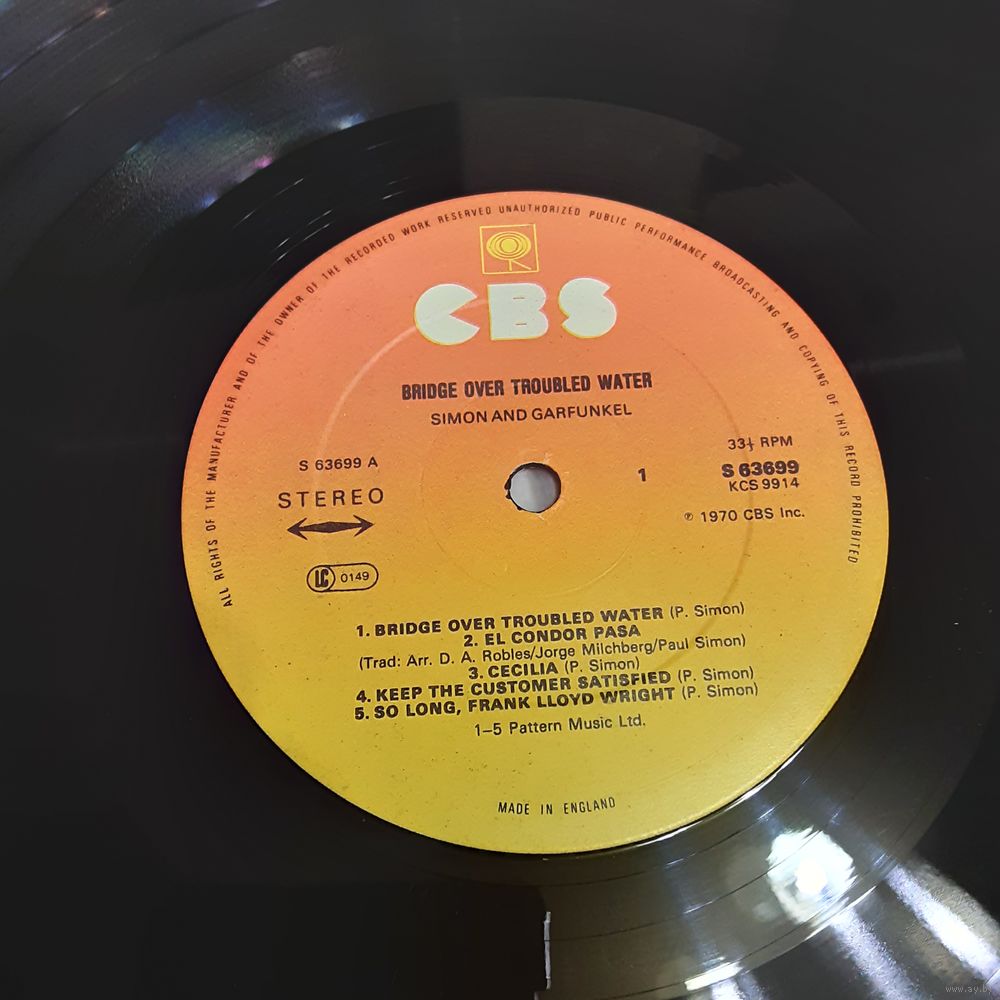 ALL RIGHTS OF THE MANUFACTURER AND OF THE OWNER OF THE RECORDED WORK RESERVED UNAUTHORIZED PUBLIC PERFORMANCE BROADCASTING AND COPYING OF THIS RECORD PROHIBITED
CBS
BRIDGE OVER TROUBLED WATER
SIMON AND GARFUNKEL
S 63699 A
STEREO
LC 0149
1
33⅓ RPM
S 63699
KCS 9914
℗ 1970 CBS Inc.
1. BRIDGE OVER TROUBLED WATER (P. Simon)
2. EL CONDOR PASA
(Trad: Arr. D. A. Robles/Jorge Milchberg/Paul Simon)
3. CECILIA (P. Simon)
4. KEEP THE CUSTOMER SATISFIED (P. Simon)
5. SO LONG, FRANK LLOYD WRIGHT (P. Simon)
1–5 Pattern Music Ltd.
MADE IN ENGLAND
www.ay.by